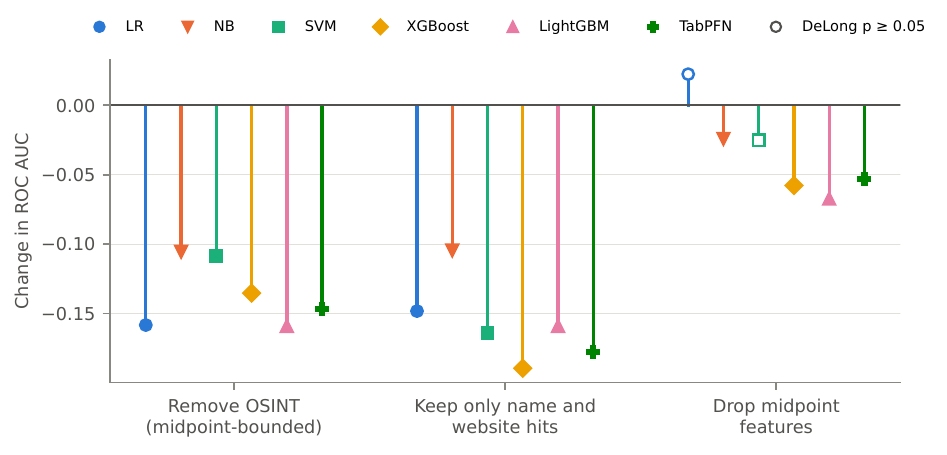 LR NB SVM XGBoost LightGBM TabPFN DeLong p ≥ 0.05
Change in ROC AUC
0.00
−0.05
−0.10
−0.15
Remove OSINT
(midpoint-bounded)
Keep only name and
website hits
Drop midpoint
features